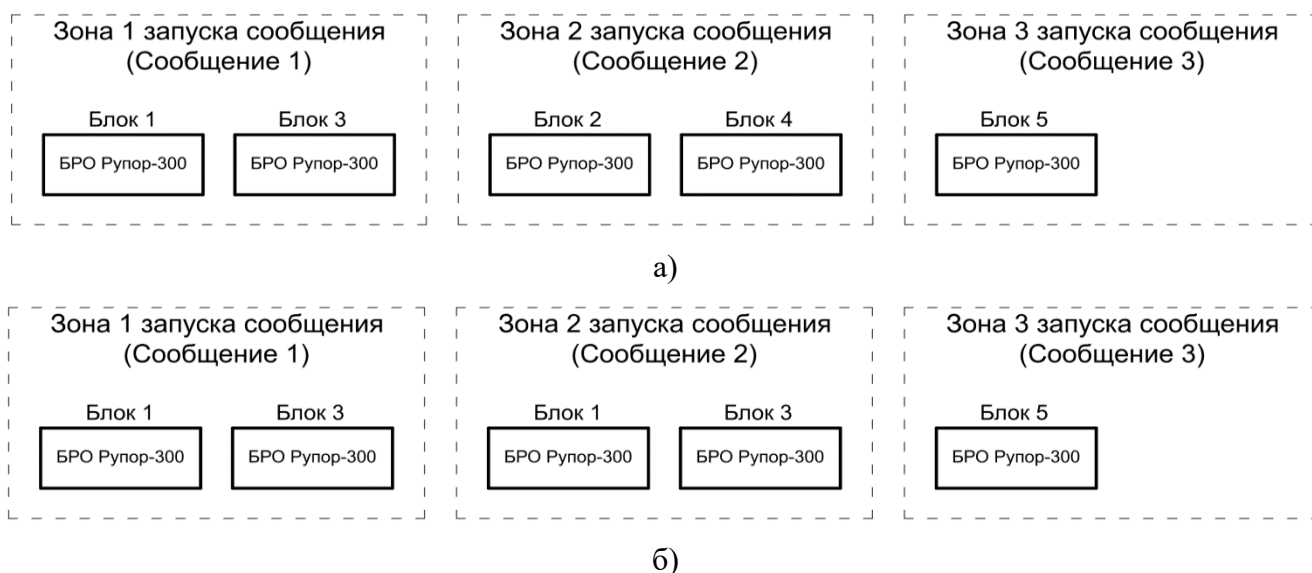 Зона 1 запуска сообщения
(Сообщение 1)
Блок 1
БРО Рупор-300
Блок 3
БРО Рупор-300
Зона 2 запуска сообщения
(Сообщение 2)
Блок 2
БРО Рупор-300
Блок 4
БРО Рупор-300
Зона 3 запуска сообщения
(Сообщение 3)
Блок 5
БРО Рупор-300
а)
Зона 1 запуска сообщения
(Сообщение 1)
Блок 1
БРО Рупор-300
Блок 3
БРО Рупор-300
Зона 2 запуска сообщения
(Сообщение 2)
Блок 1
БРО Рупор-300
Блок 3
БРО Рупор-300
Зона 3 запуска сообщения
(Сообщение 3)
Блок 5
БРО Рупор-300
б)